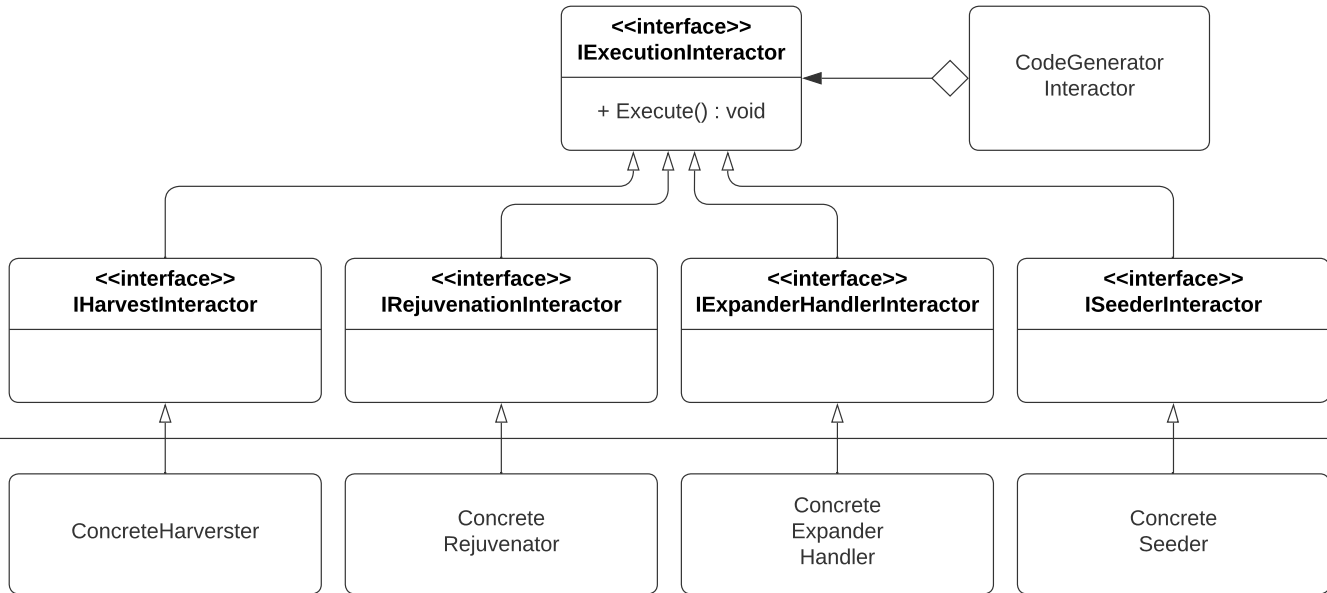 <<interface>>
IExecutionInteractor
+ Execute() : void
CodeGenerator
Interactor
<<interface>>
IHarvestInteractor
<<interface>>
IRejuvenationInteractor
<<interface>>
IExpanderHandlerInteractor
<<interface>>
ISeederInteractor
ConcreteHarverster
Concrete
Rejuvenator
Concrete
Expander
Handler
Concrete
Seeder